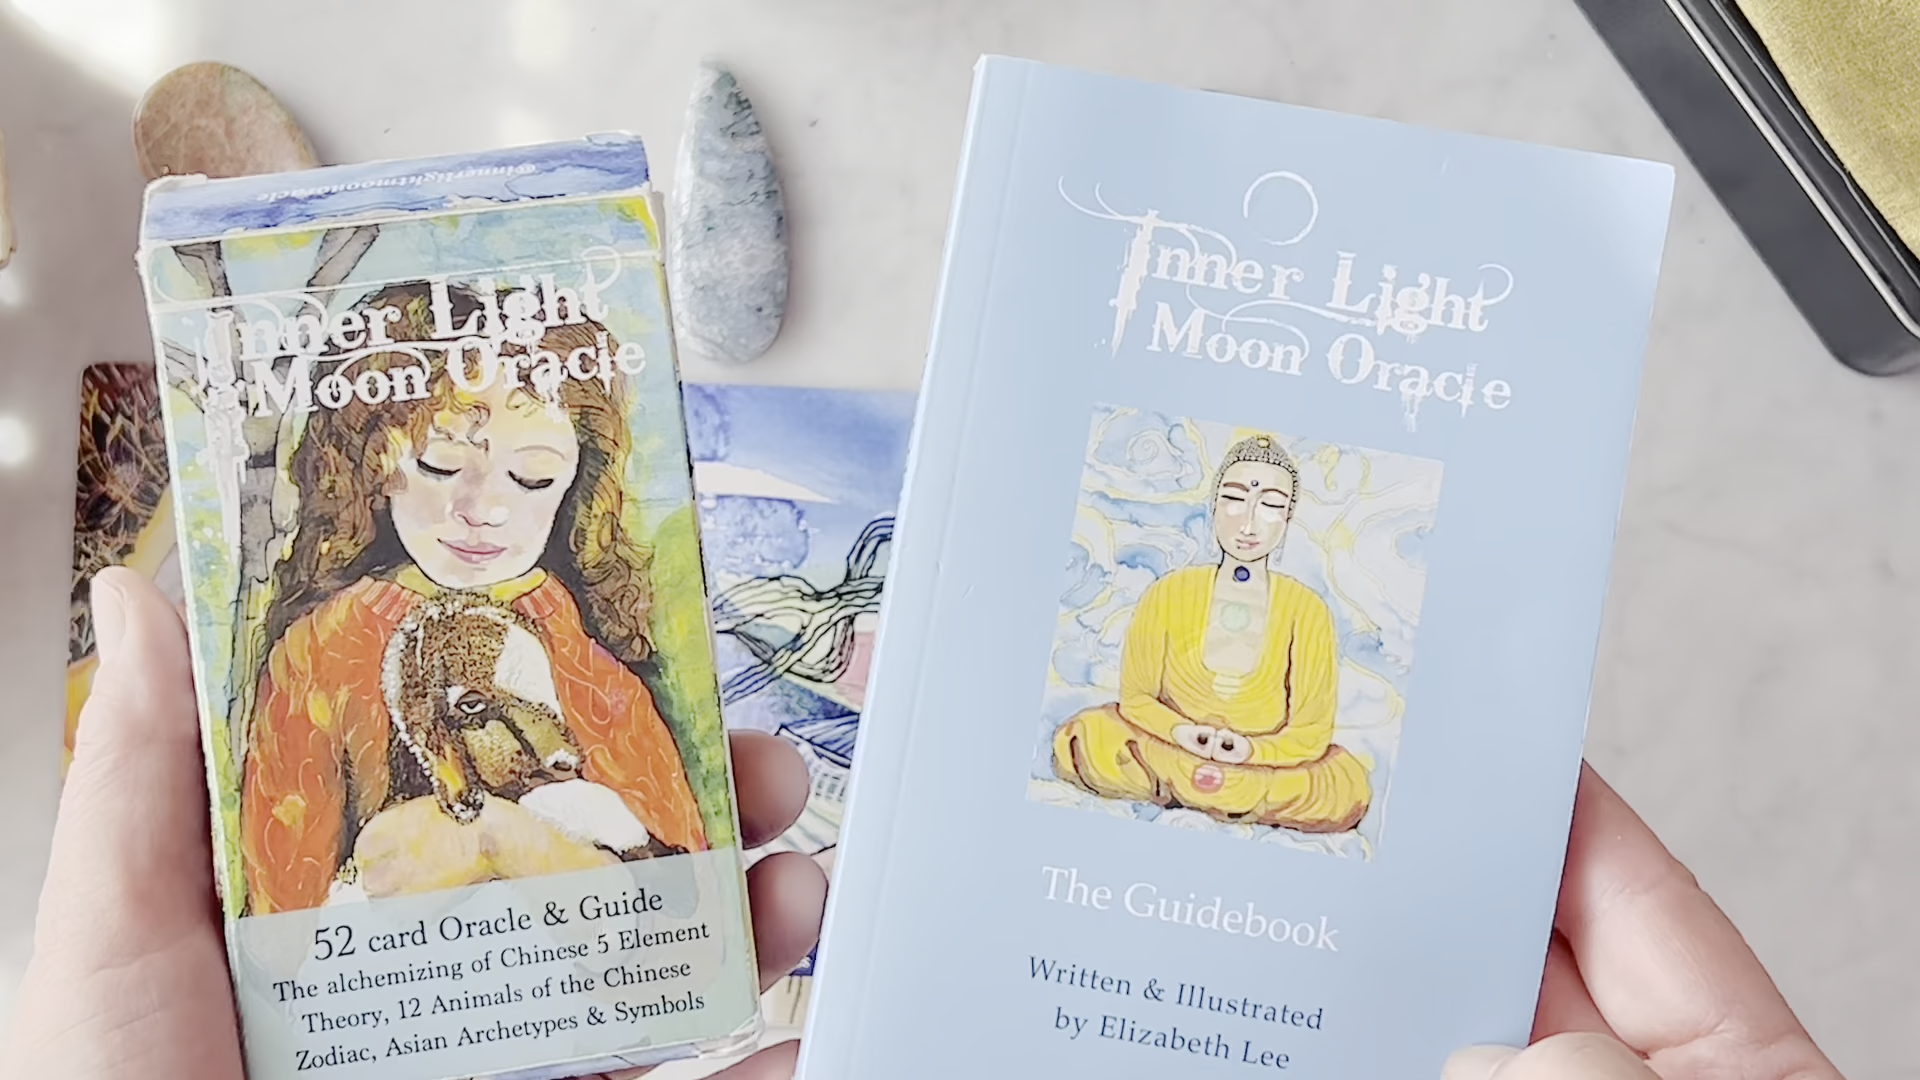 @innerlightmoonoracle
Inner Light
Moon Oracle
52 card Oracle & Guide
The alchemizing of Chinese 5 Element
Theory, 12 Animals of the Chinese
Zodiac, Asian Archetypes & Symbols
Inner Light
Moon Oracle
The Guidebook
Written & Illustrated
by Elizabeth Lee